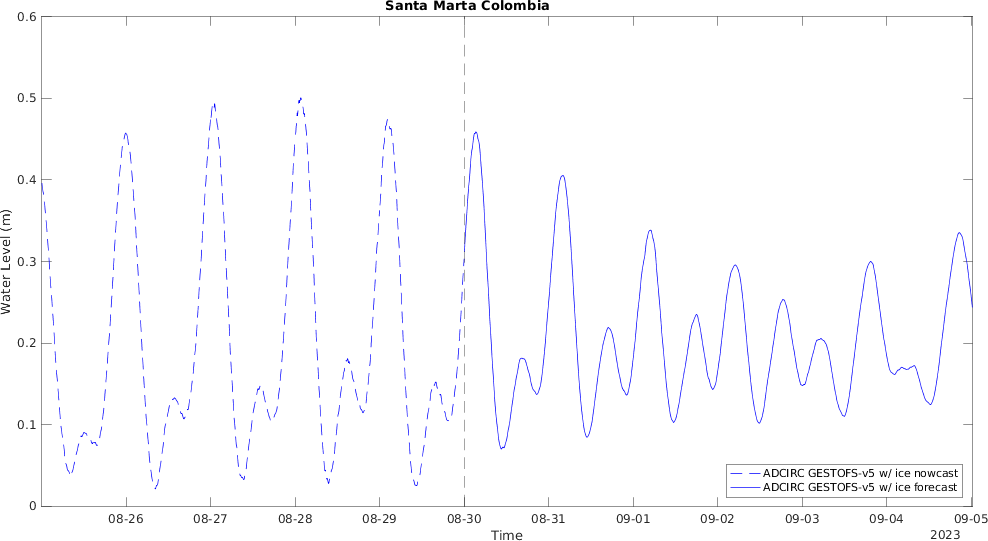 Santa Marta Colombia
0.6
0.5
0.4
0.3
0.2
0.1
0
Water Level (m)
08-26 08-27 08-28 08-29 08-30 08-31 09-01 09-02 09-03 09-04 09-05
Time
2023
ADCIRC GESTOFS-v5 w/ ice nowcast
ADCIRC GESTOFS-v5 w/ ice forecast